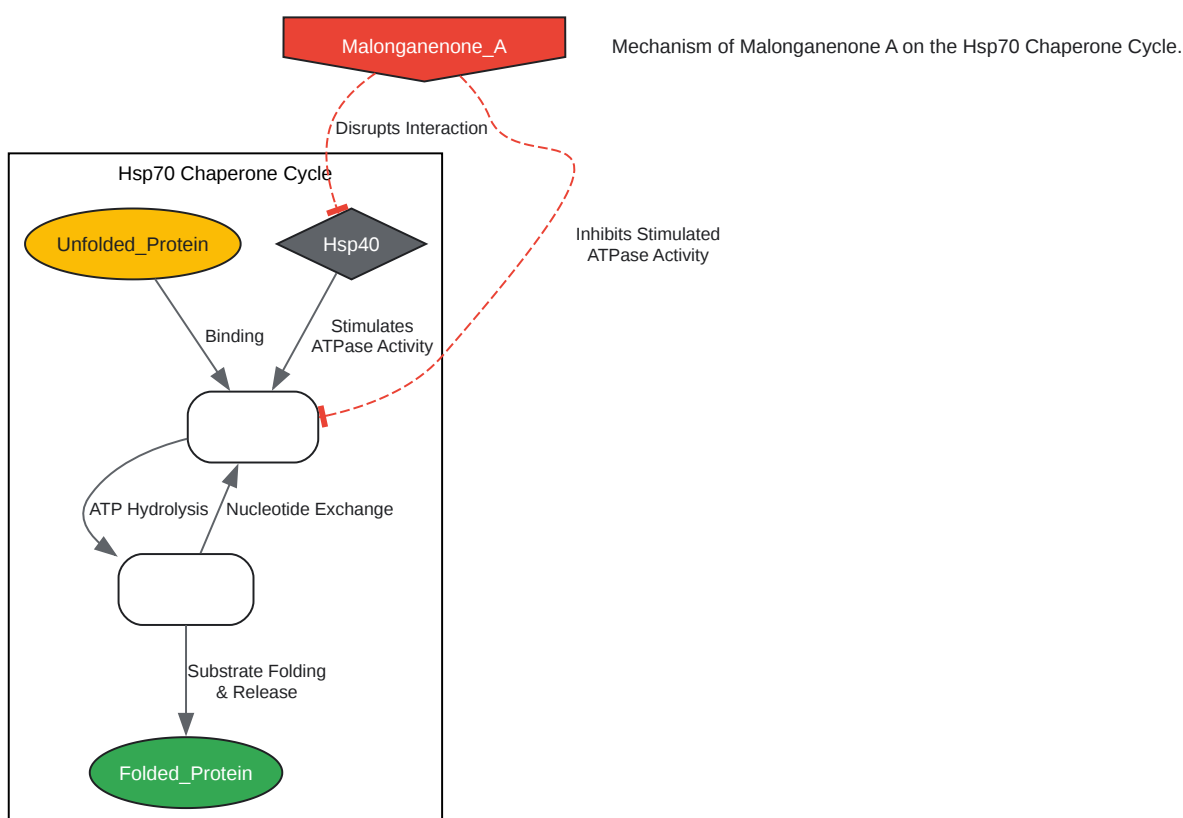 Malonganenone_A
Mechanism of Malonganenone A on the Hsp70 Chaperone Cycle.
Disrupts Interaction
Hsp70 Chaperone Cycle
Unfolded_Protein
Hsp40
Inhibits Stimulated
ATPase Activity
Binding
Stimulates
ATPase Activity
ATP Hydrolysis
Nucleotide Exchange
Substrate Folding
& Release
Folded_Protein